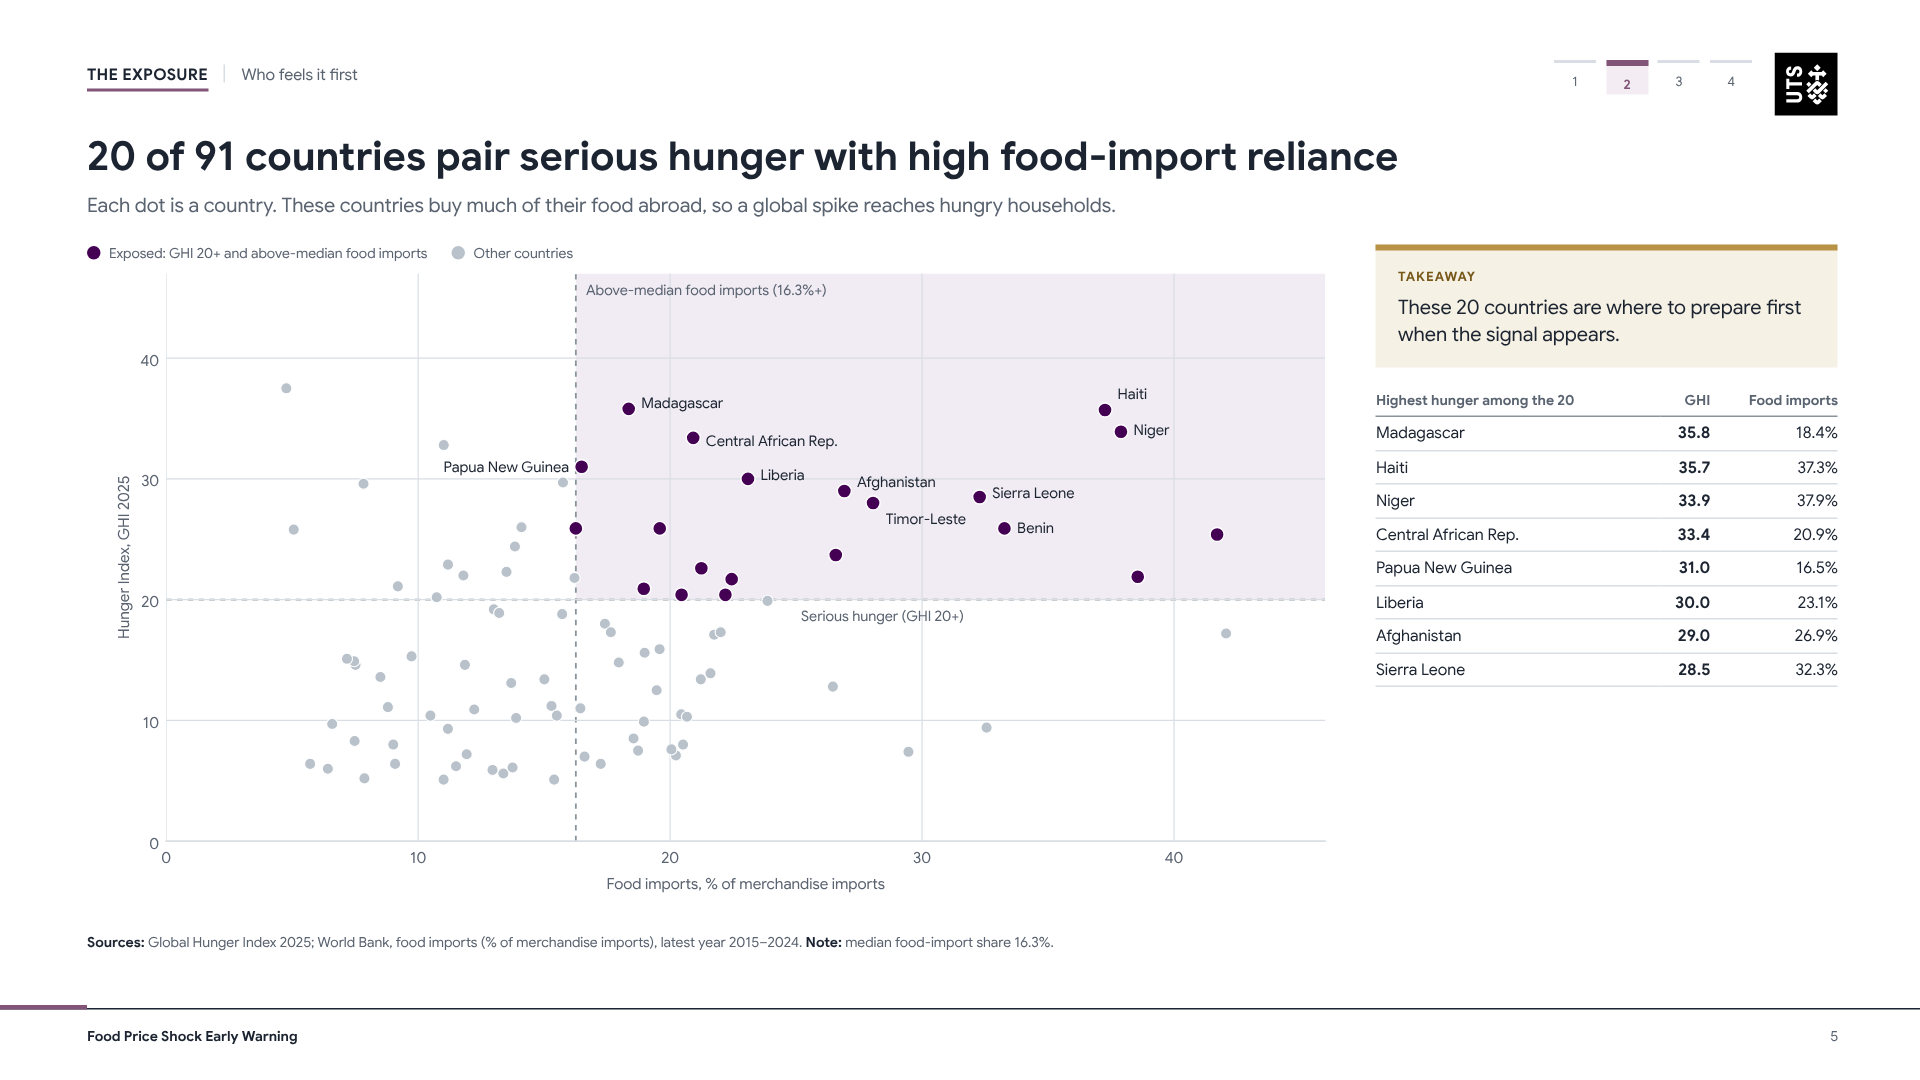 THE EXPOSURE
Who feels it first
1
2
3
4
UTS
20 of 91 countries pair serious hunger with high food-import reliance
Each dot is a country. These countries buy much of their food abroad, so a global spike reaches hungry households.
Exposed: GHI 20+ and above-median food imports
Other countries
Above-median food imports (16.3%+)
Madagascar
Haiti
Central African Rep.
Niger
Papua New Guinea
Liberia
Afghanistan
Sierra Leone
Timor-Leste
Benin
Serious hunger (GHI 20+)
Hunger Index, GHI 2025
40
30
20
10
0
0
10
20
30
40
Food imports, % of merchandise imports
TAKEAWAY
These 20 countries are where to prepare first
when the signal appears.
Highest hunger among the 20 GHI Food imports
Madagascar 35.8 18.4%
Haiti 35.7 37.3%
Niger 33.9 37.9%
Central African Rep. 33.4 20.9%
Papua New Guinea 31.0 16.5%
Liberia 30.0 23.1%
Afghanistan 29.0 26.9%
Sierra Leone 28.5 32.3%
Sources: Global Hunger Index 2025; World Bank, food imports (% of merchandise imports), latest year 2015–2024. Note: median food-import share 16.3%.
Food Price Shock Early Warning
5